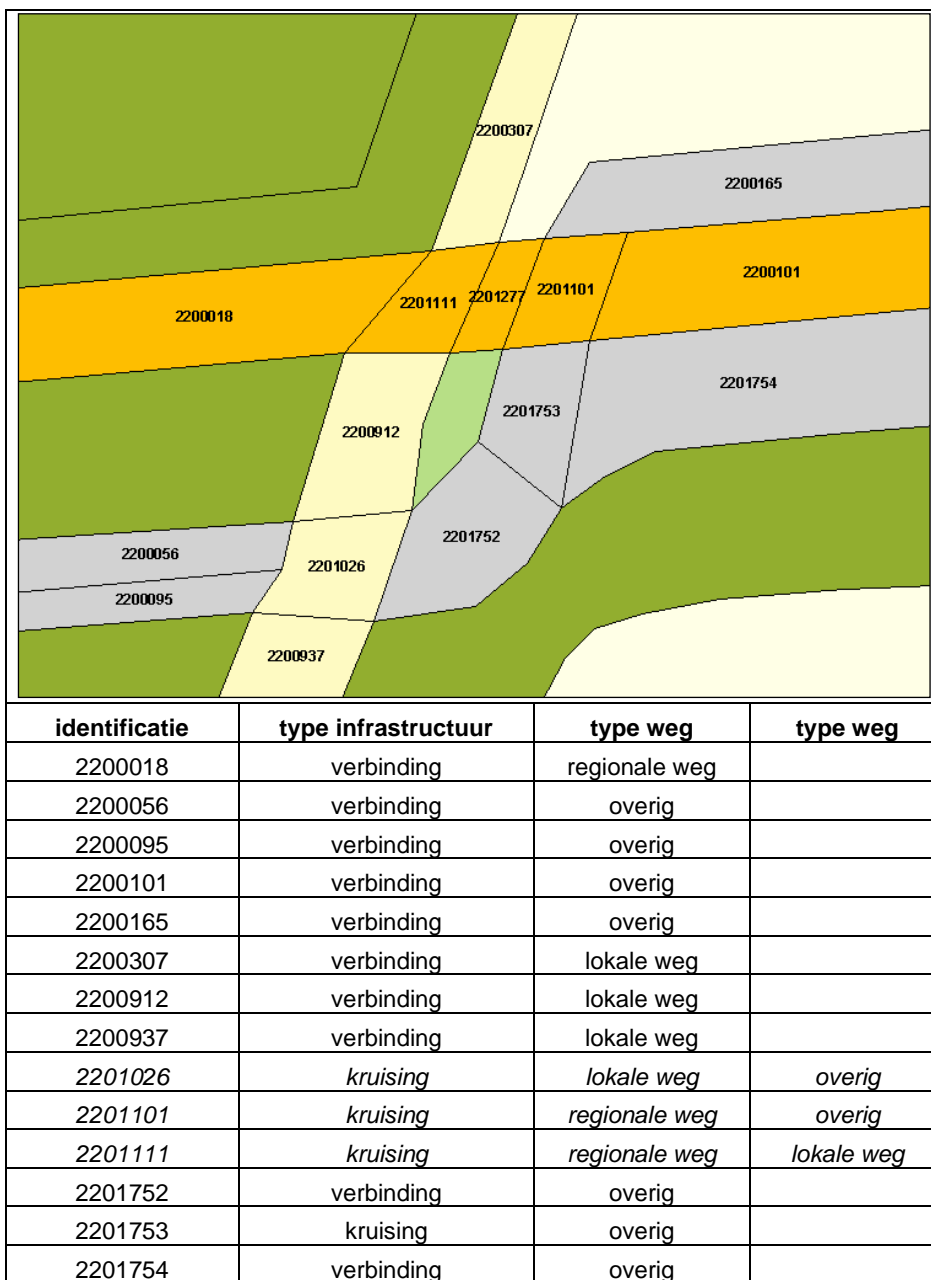 2200307
2200165
2200101
2201277
2201101
2201111
2200018
2201754
2201753
2200912
2201752
2200056
2201026
2200095
2200937
identificatie type infrastructuur type weg type weg
2200018 verbinding regionale weg
2200056 verbinding overig
2200095 verbinding overig
2200101 verbinding overig
2200165 verbinding overig
2200307 verbinding lokale weg
2200912 verbinding lokale weg
2200937 verbinding lokale weg
2201026 kruising lokale weg overig
2201101 kruising regionale weg overig
2201111 kruising regionale weg lokale weg
2201752 verbinding overig
2201753 kruising overig
2201754 verbinding overig